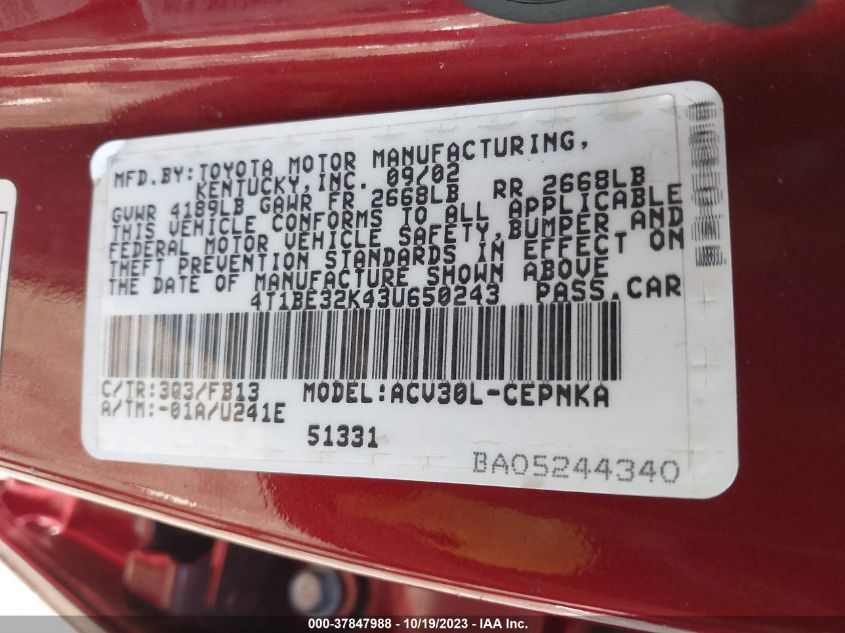 MFD.BY:TOYOTA MOTOR MANUFACTURING,
KENTUCKY,INC. 09/02
GVWR 4189LB GAWR FR 2668LB RR 2668LB
THIS VEHICLE CONFORMS TO ALL APPLICABLE
FEDERAL MOTOR VEHICLE SAFETY,BUMPER AND
THEFT PREVENTION STANDARDS IN EFFECT ON
THE DATE OF MANUFACTURE SHOWN ABOVE
4T1BE32K43U650243 PASS.CAR
C/TR:3Q3/FB13 MODEL:ACV30L-CEPNKA
A/TM:-01A/U241E
51331
BA05244340
000-37847988 - 10/19/2023 - IAA Inc.